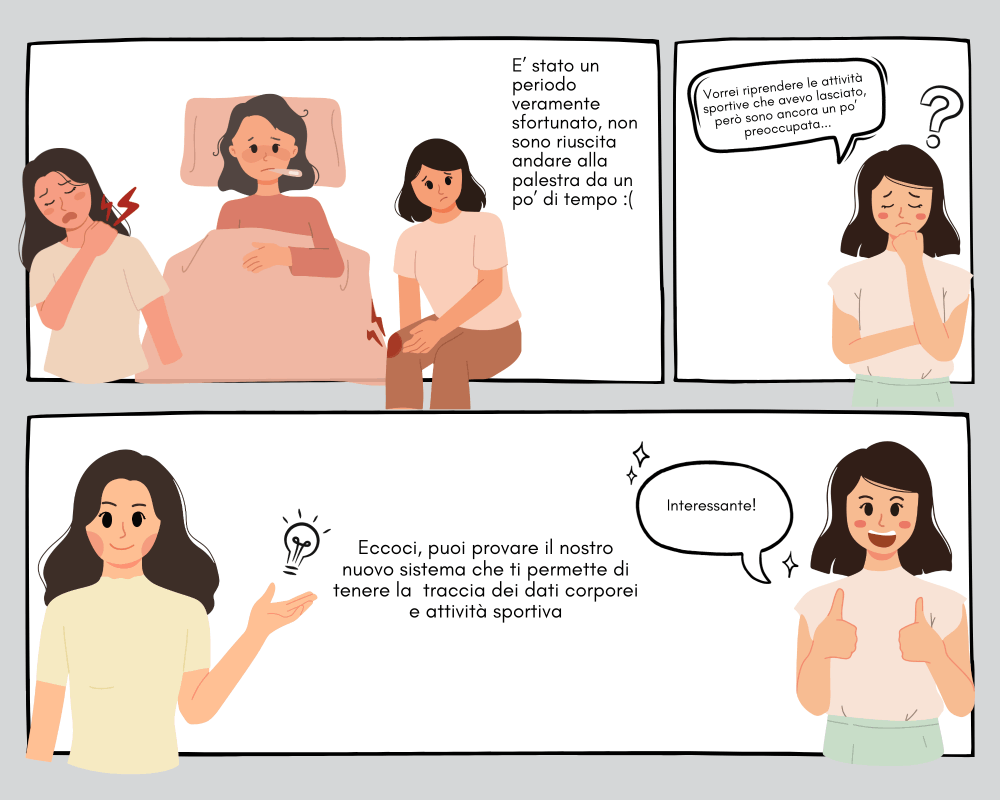 E' stato un
periodo
veramente
sfortunato, non
sono riuscita
andare alla
palestra da un
po' di tempo :(
Vorrei riprendere le attività
sportive che avevo lasciato,
però sono ancora un po'
preoccupata...
?
Eccoci, puoi provare il nostro
nuovo sistema che ti permette di
tenere la traccia dei dati corporei
e attività sportiva
Interessante!